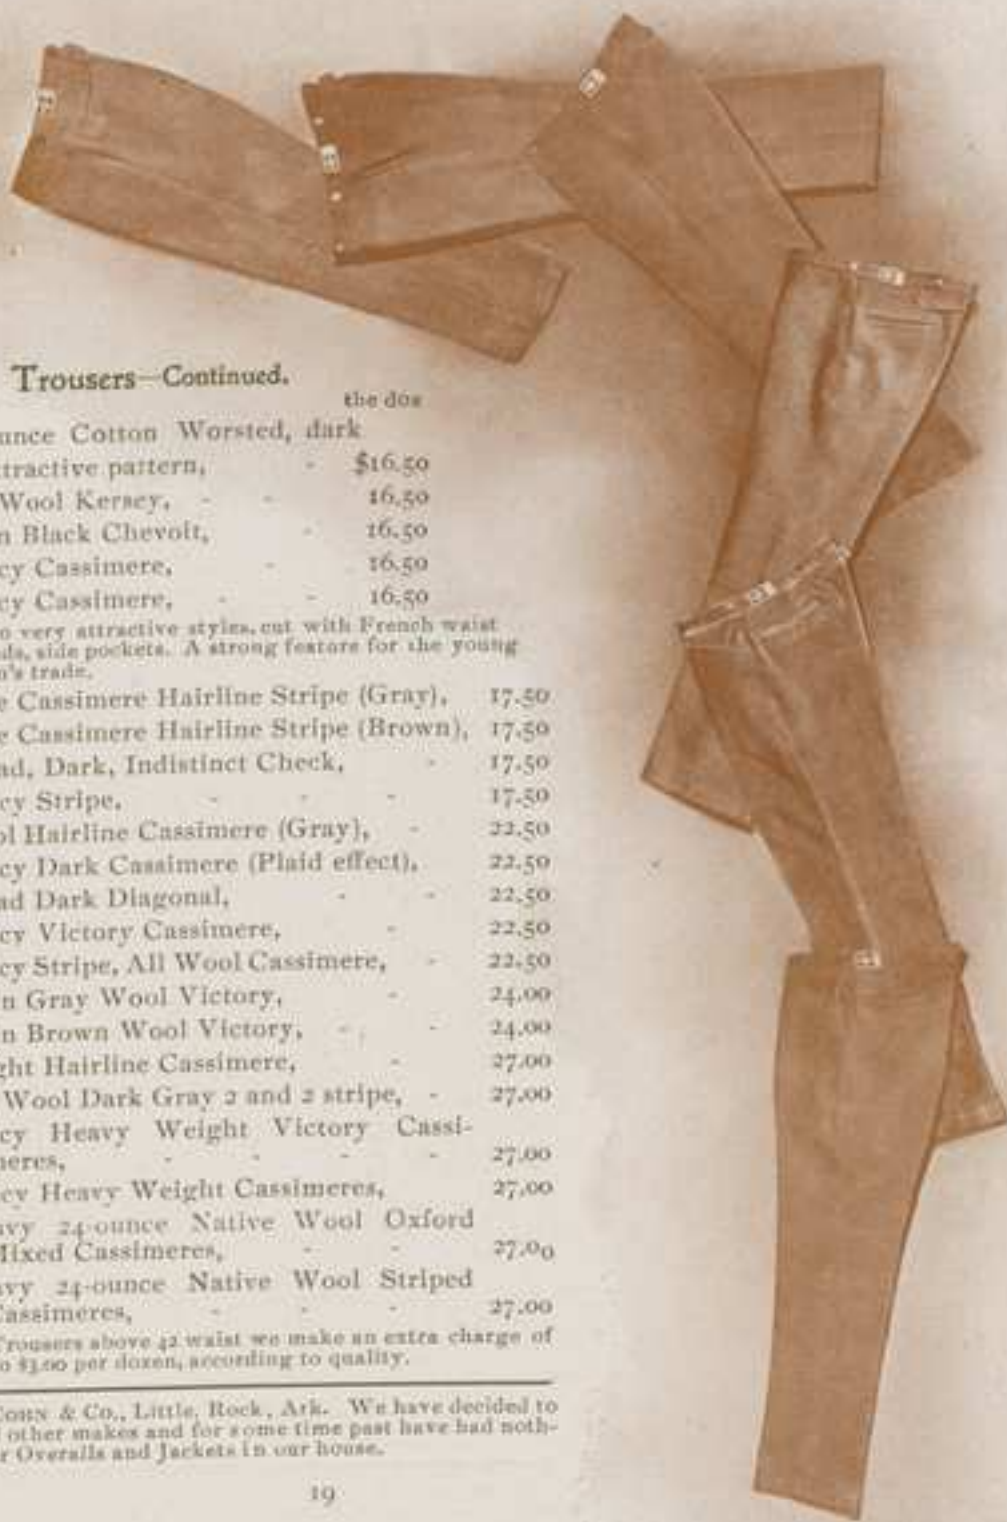 Trousers—Continued.
the doz
unce Cotton Worsted, dark
ttractive pattern, - $16.50
Wool Kersey, - - 16.50
n Black Chevoit, - 16.50
cy Cassimere, - 16.50
cy Cassimere, - - 16.50
o very attractive styles, cut with French waist
ds, side pockets. A strong feature for the young
n's trade.
e Cassimere Hairline Stripe (Gray), 17.50
e Cassimere Hairline Stripe (Brown), 17.50
ad, Dark, Indistinct Check, - 17.50
cy Stripe, - - - 17.50
ol Hairline Cassimere (Gray), - 22.50
cy Dark Cassimere (Plaid effect), 22.50
ad Dark Diagonal, - - 22.50
cy Victory Cassimere, - 22.50
cy Stripe, All Wool Cassimere, - 22.50
n Gray Wool Victory, - 24.00
n Brown Wool Victory, - - 24.00
ght Hairline Cassimere, - 27.00
Wool Dark Gray 2 and 2 stripe, - 27.00
cy Heavy Weight Victory Cassi-
meres, - - - - 27.00
cy Heavy Weight Cassimeres, 27.00
avy 24-ounce Native Wool Oxford
Mixed Cassimeres, - - 27.00
avy 24-ounce Native Wool Striped
Cassimeres, - - - 27.00
Trousers above 42 waist we make an extra charge of
o $3.00 per dozen, according to quality.
COHN & Co., Little, Rock, Ark. We have decided to
other makes and for some time past have had noth-
r Overalls and Jackets in our house.
19